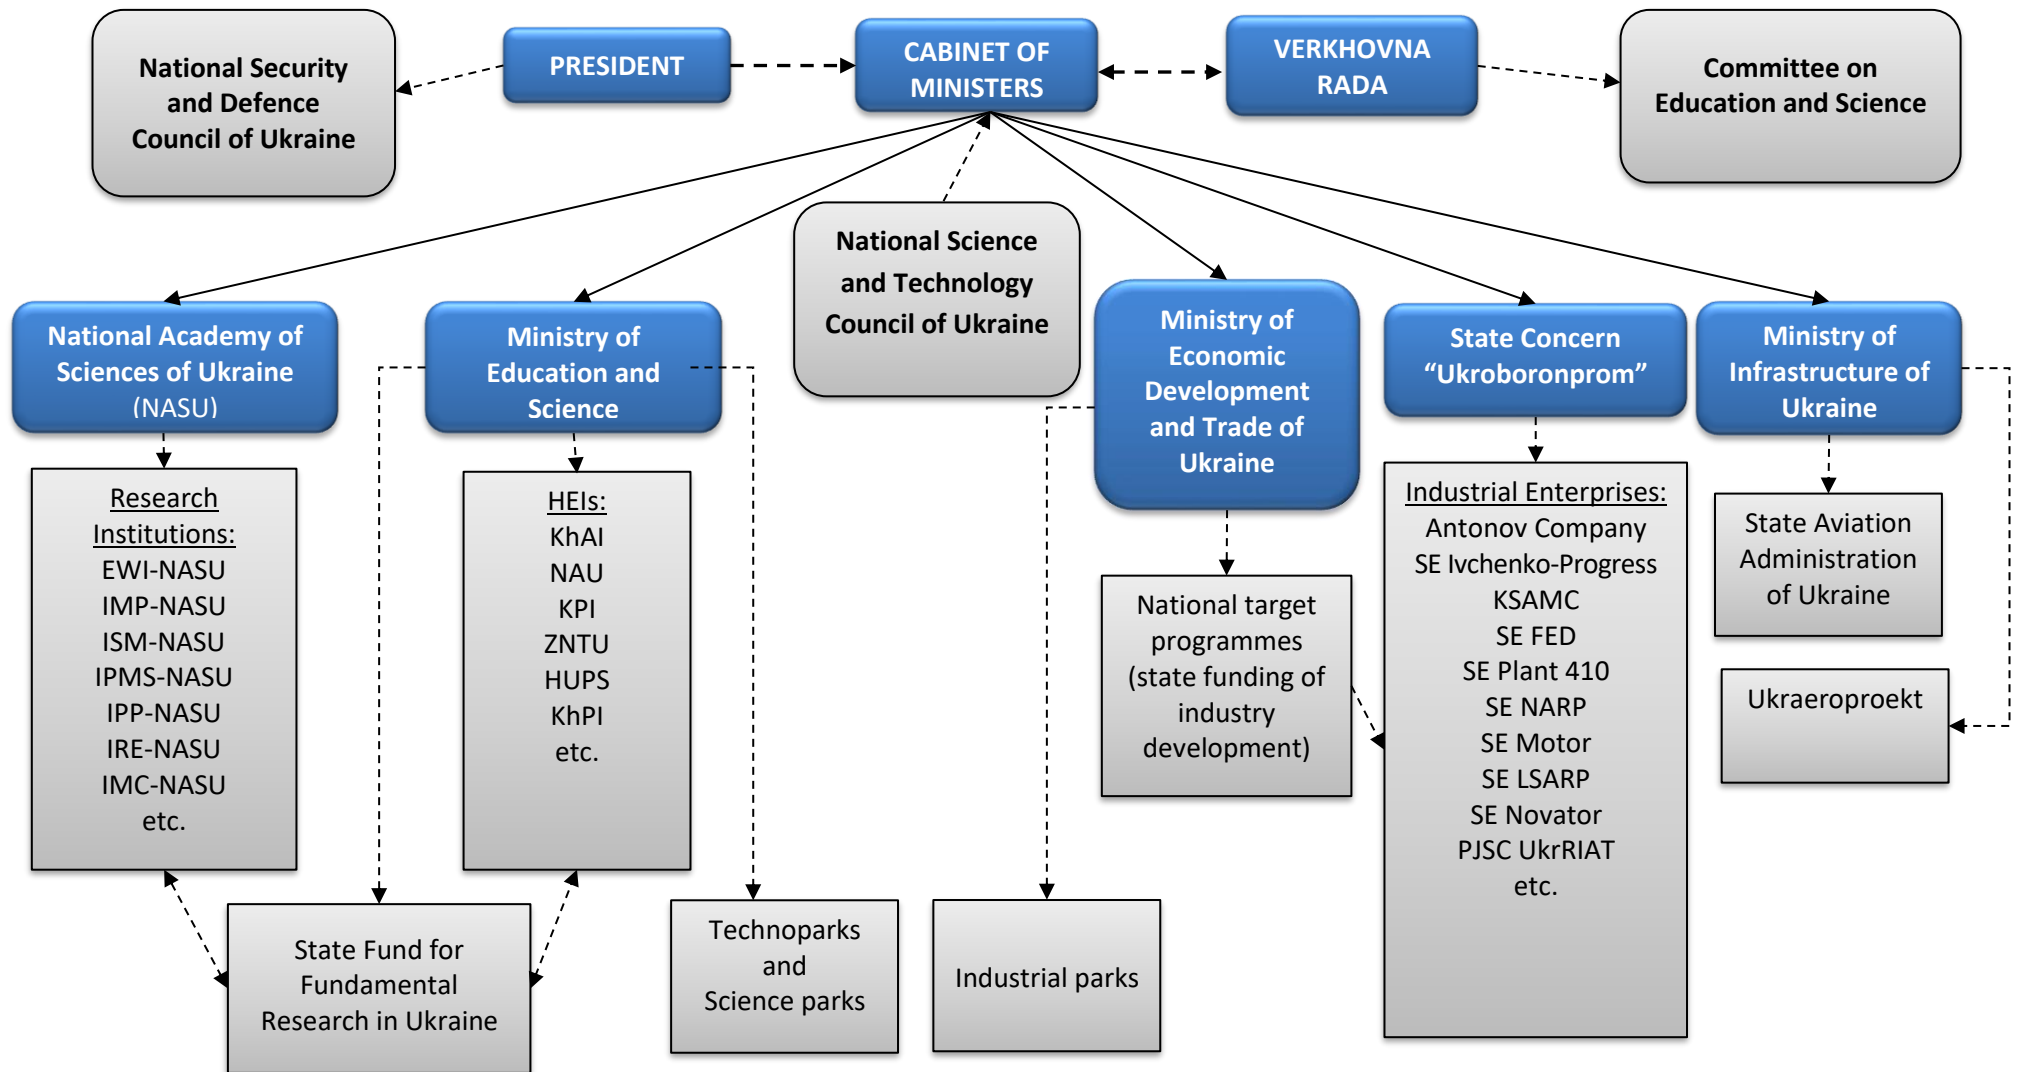 National Security
and Defence
Council of Ukraine
PRESIDENT
CABINET OF
MINISTERS
VERKHOVNA
RADA
Committee on
Education and Science
National Science
and Technology
Council of Ukraine
National Academy of
Sciences of Ukraine
(NASU)
Ministry of
Education and
Science
Ministry of
Economic
Development
and Trade of
Ukraine
State Concern
“Ukroboronprom”
Ministry of
Infrastructure of
Ukraine
Research
Institutions:
EWI-NASU
IMP-NASU
ISM-NASU
IPMS-NASU
IPP-NASU
IRE-NASU
IMC-NASU
etc.
HEIs:
KhAI
NAU
KPI
ZNTU
HUPS
KhPI
etc.
National target
programmes
(state funding of
industry
development)
Industrial Enterprises:
Antonov Company
SE Ivchenko-Progress
KSAMC
SE FED
SE Plant 410
SE NARP
SE Motor
SE LSARP
SE Novator
PJSC UkrRIAT
etc.
State Aviation
Administration
of Ukraine
Ukraeroproekt
State Fund for
Fundamental
Research in Ukraine
Technoparks
and
Science parks
Industrial parks